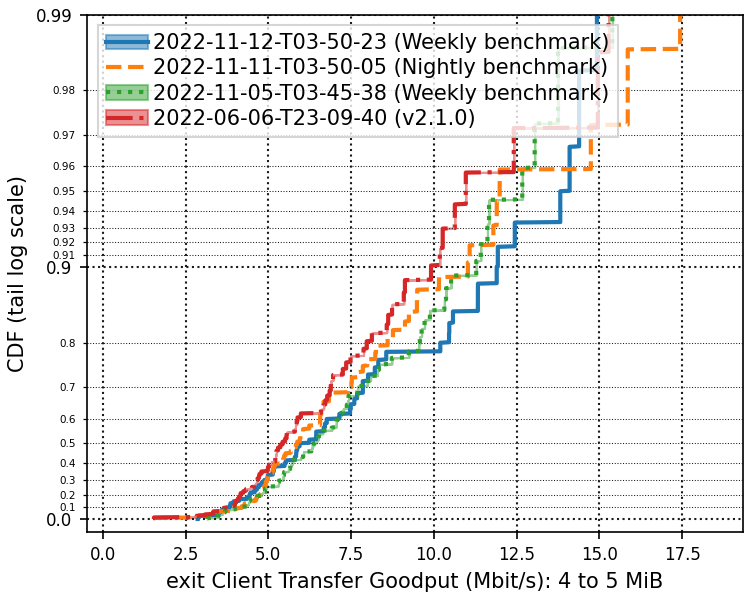 0.99
2022-11-12-T03-50-23 (Weekly benchmark)
2022-11-11-T03-50-05 (Nightly benchmark)
2022-11-05-T03-45-38 (Weekly benchmark)
2022-06-06-T23-09-40 (v2.1.0)
0.98
0.97
0.96
0.95
0.94
0.93
0.92
0.91
0.9
0.8
0.7
0.6
0.5
0.4
0.3
0.2
0.1
0.0
CDF (tail log scale)
0.0 2.5 5.0 7.5 10.0 12.5 15.0 17.5
exit Client Transfer Goodput (Mbit/s): 4 to 5 MiB